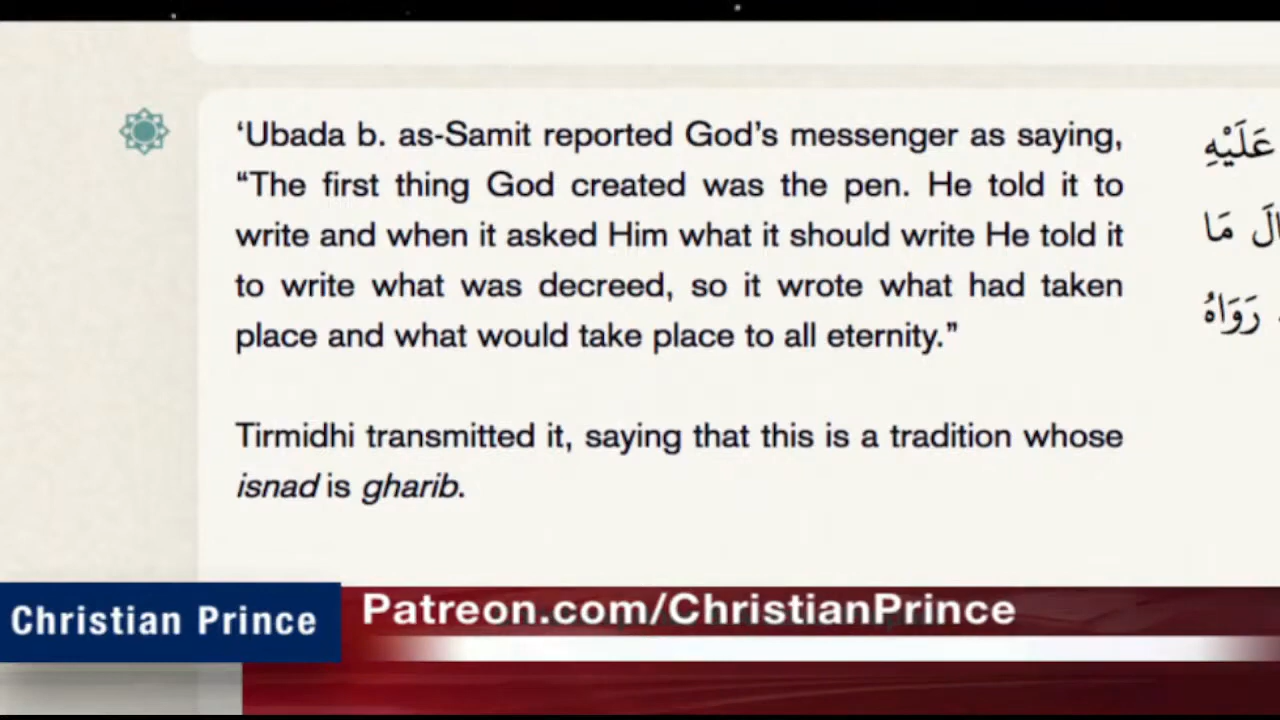 ‘Ubada b. as-Samit reported God’s messenger as saying,
“The first thing God created was the pen. He told it to
write and when it asked Him what it should write He told it
to write what was decreed, so it wrote what had taken
place and what would take place to all eternity.”
Tirmidhi transmitted it, saying that this is a tradition whose
isnad is gharib.
عَلَيْهِ
مَا
رَوَاهُ
Christian Prince
Patreon.com/ChristianPrince